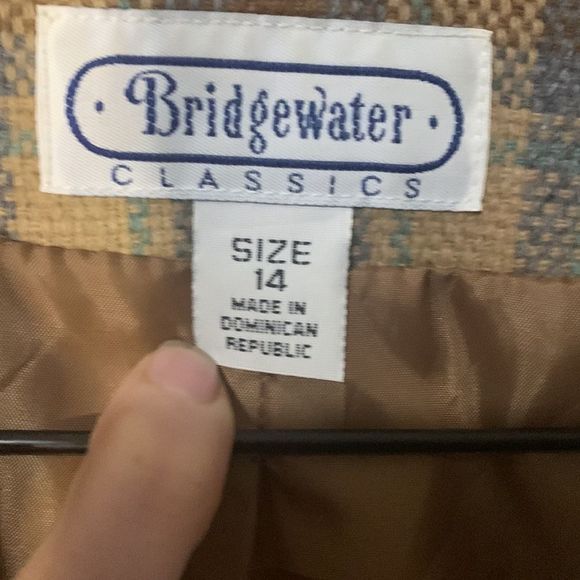 • Bridgewater •
CLASSICS
SIZE
14
MADE IN
DOMINICAN
REPUBLIC